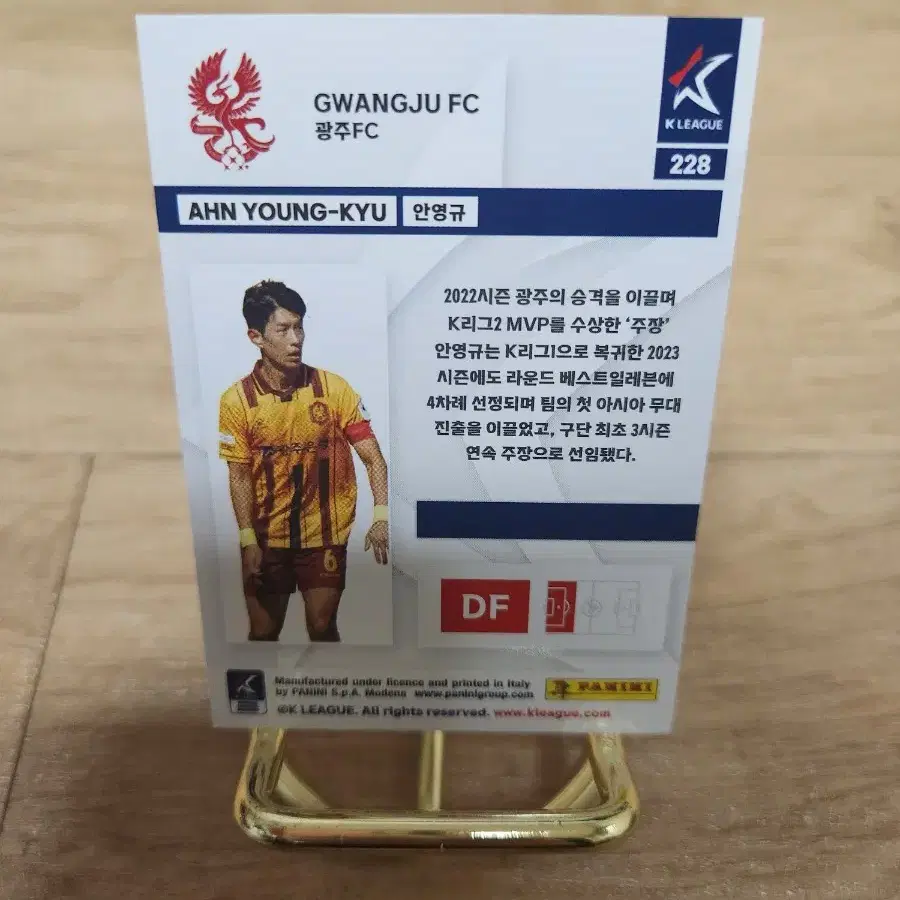 GWANGJU FC
광주FC
K LEAGUE
228
AHN YOUNG-KYU 안영규
2022시즌 광주의 승격을 이끌며
K리그2 MVP를 수상한 ‘주장’
안영규는 K리그1으로 복귀한 2023
시즌에도 라운드 베스트일레븐에
4차례 선정되며 팀의 첫 아시아 무대
진출을 이끌었고, 구단 최초 3시즌
연속 주장으로 선임됐다.
6
DF
Manufactured under licence and printed in Italy
by PANINI S.p.A. Modena www.paninigroup.com
PANINI
©K LEAGUE. All rights reserved. www.kleague.com